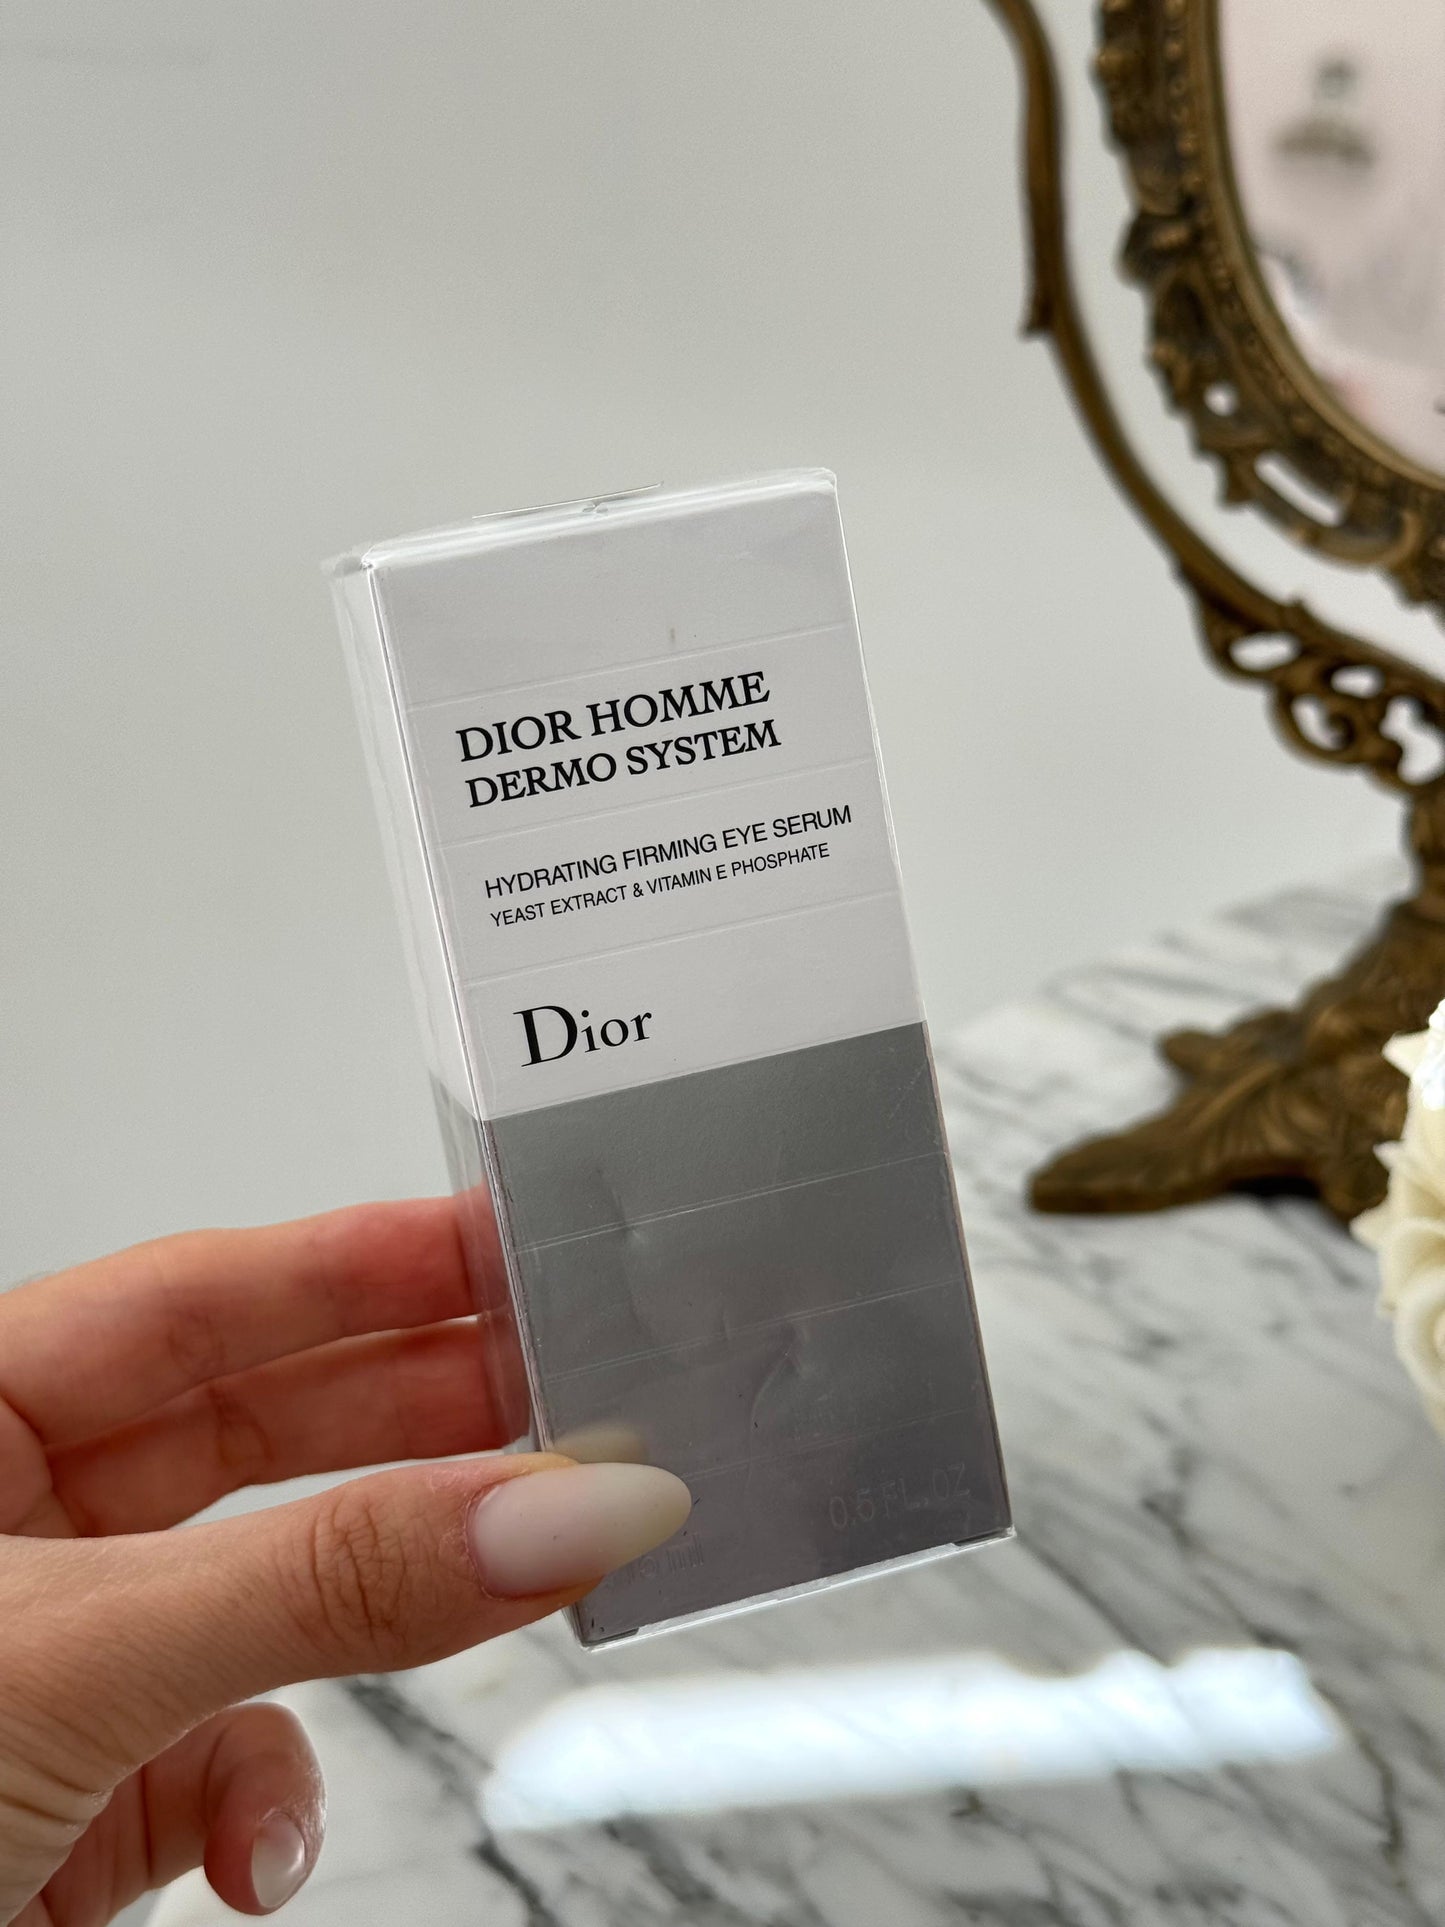 DIOR HOMME
DERMO SYSTEM
HYDRATING FIRMING EYE SERUM
YEAST EXTRACT & VITAMIN E PHOSPHATE
Dior
0.5 FL. OZ